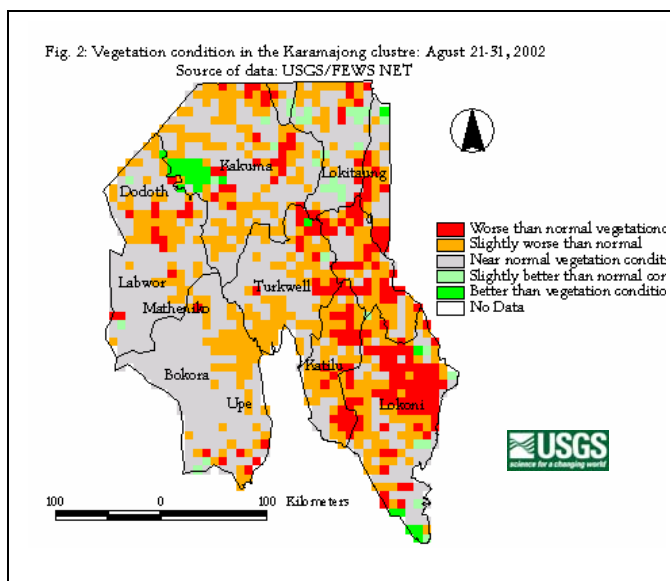 Fig. 2: Vegetation condition in the Karamajong clustre: Agust 21-31, 2002
Source of data: USGS/FEWS NET
Kakuma
Lokitaung
Dodoth
Worse than normal vegetation
Slightly worse than normal
Near normal vegetation condit
Slightly better than normal con
Better than vegetation conditio
No Data
Labwor
Turkwell
Matheniko
Bokora
Katilu
Upe
Lokoni
USGS
science for a changing world
100 0 100 Kilometers